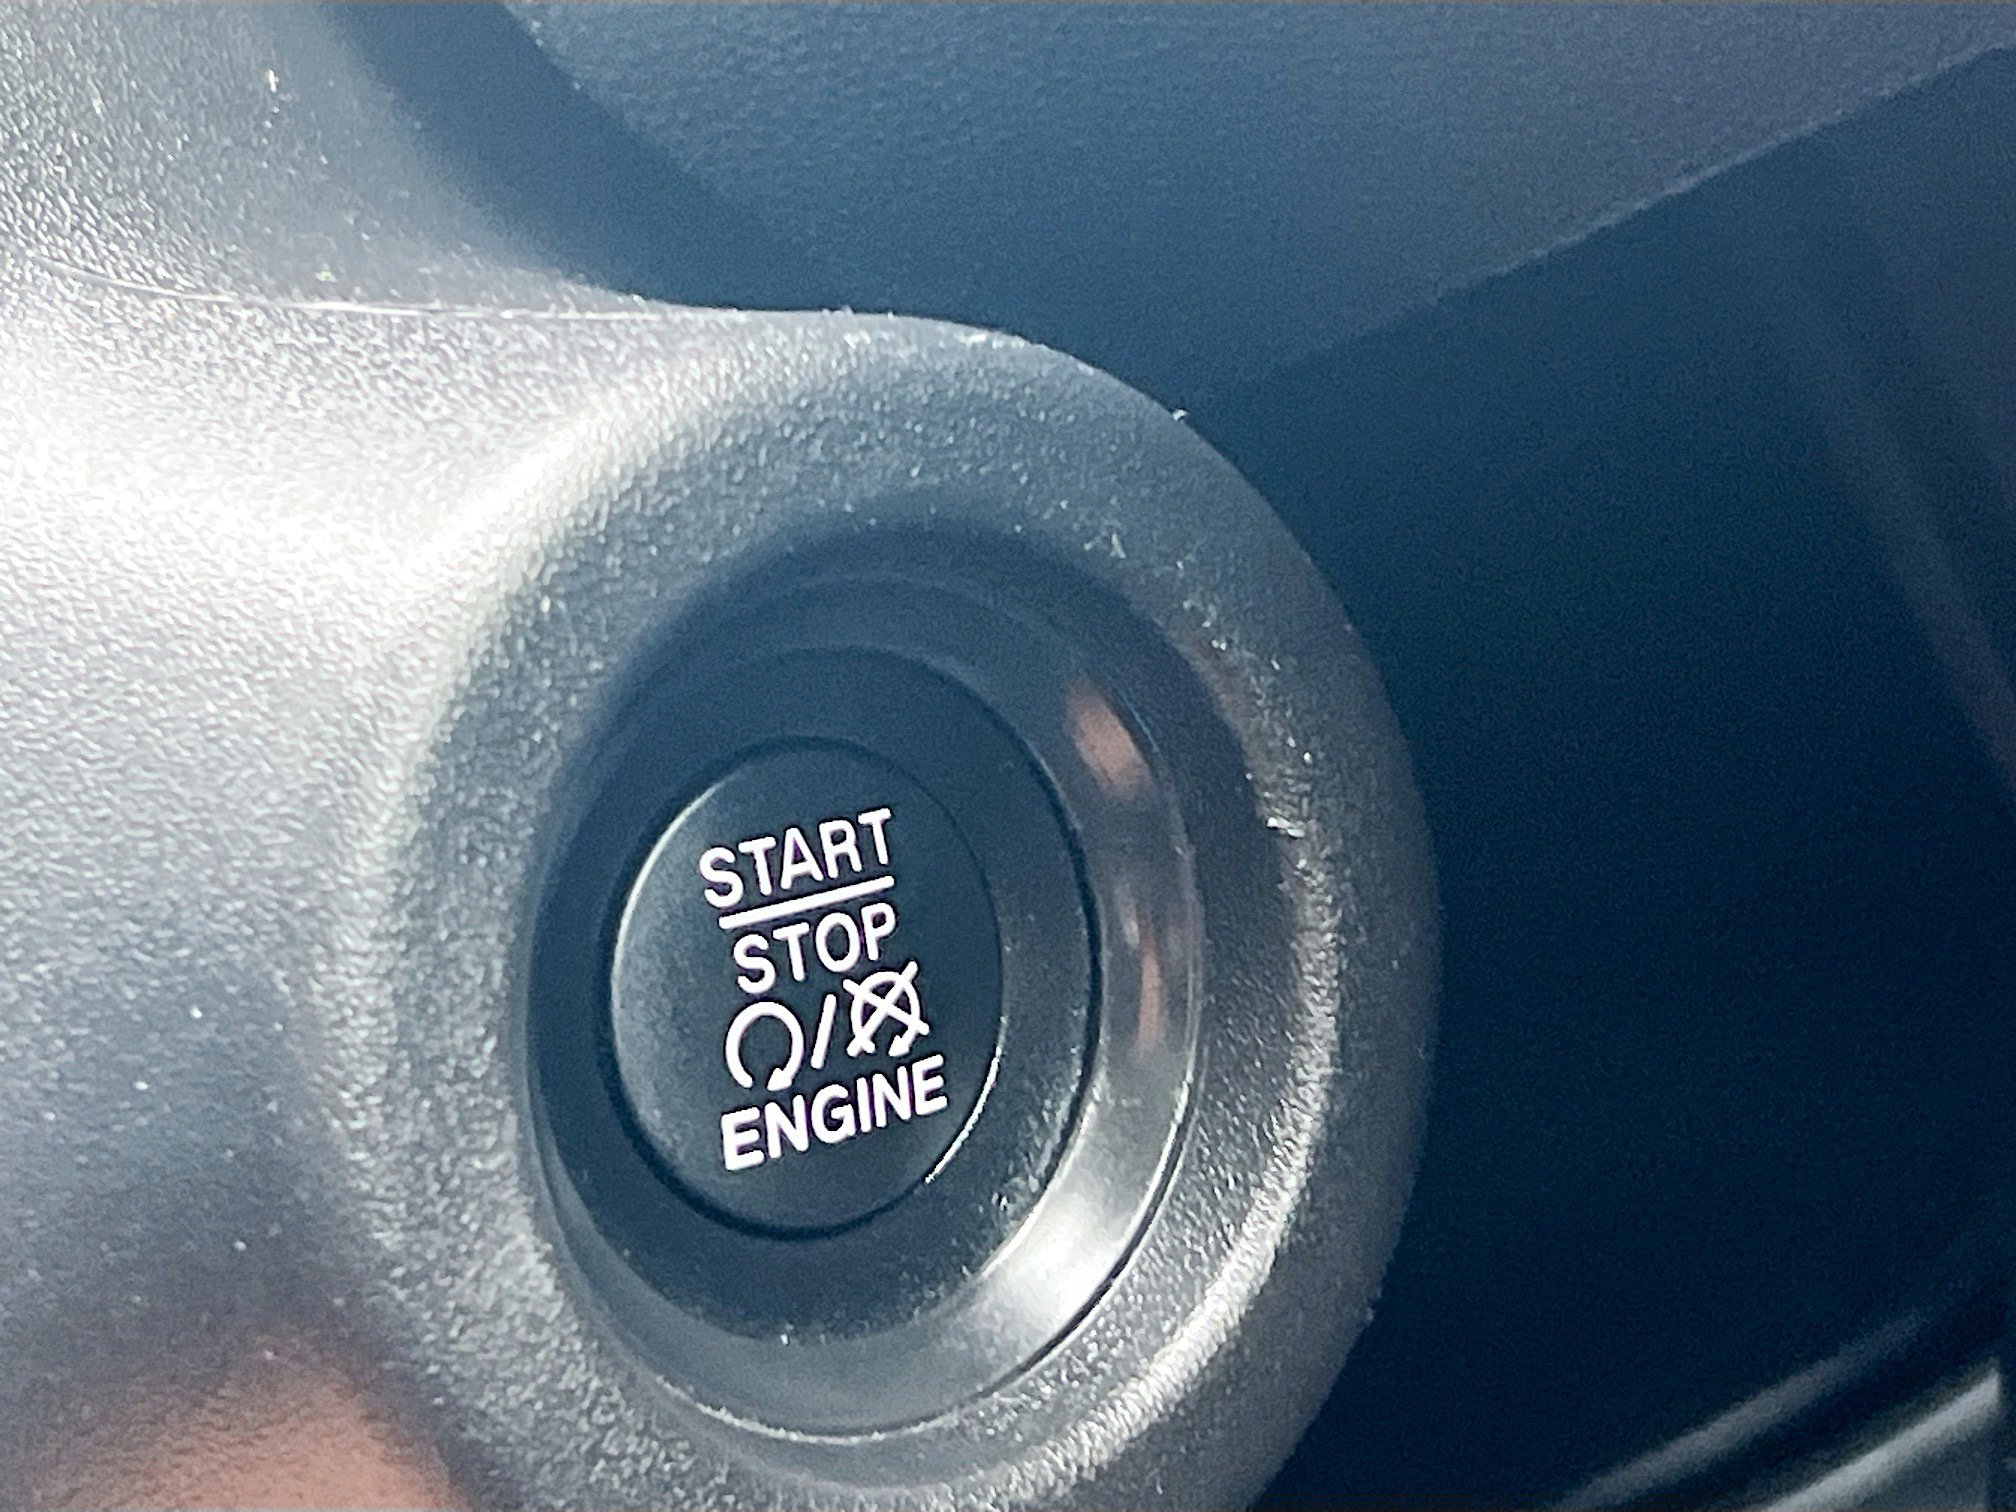 START
STOP
/
ENGINE